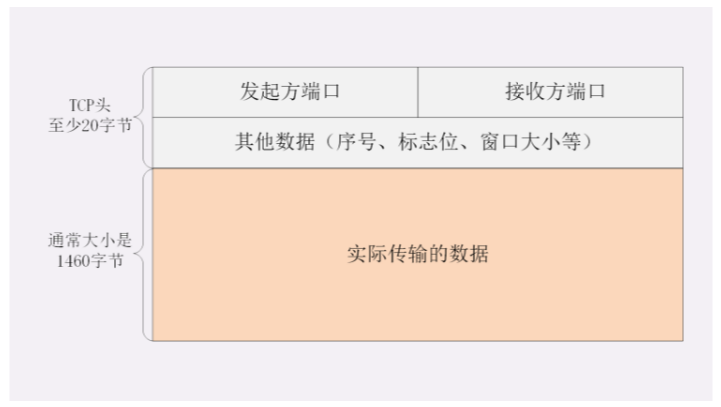 TCP头
至少20字节
发起方端口
接收方端口
其他数据（序号、标志位、窗口大小等）
通常大小是
1460字节
实际传输的数据